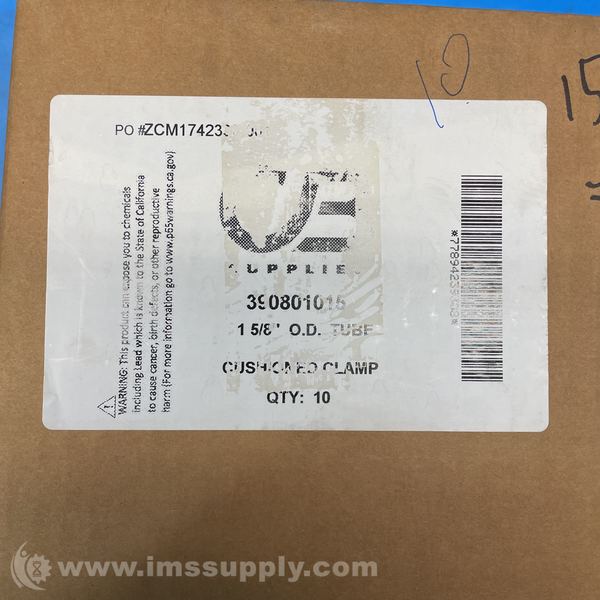 10
15
PO #ZCM174233
SUPPLIES
390801015
1 5/8" O.D. TUBE
CUSHIONED CLAMP
QTY: 10
WARNING: This product can expose you to chemicals
including Lead which is known to the State of California
to cause cancer, birth defects, or other reproductive
harm (For more information go to www.p65warnings.ca.gov)
www.imssupply.com